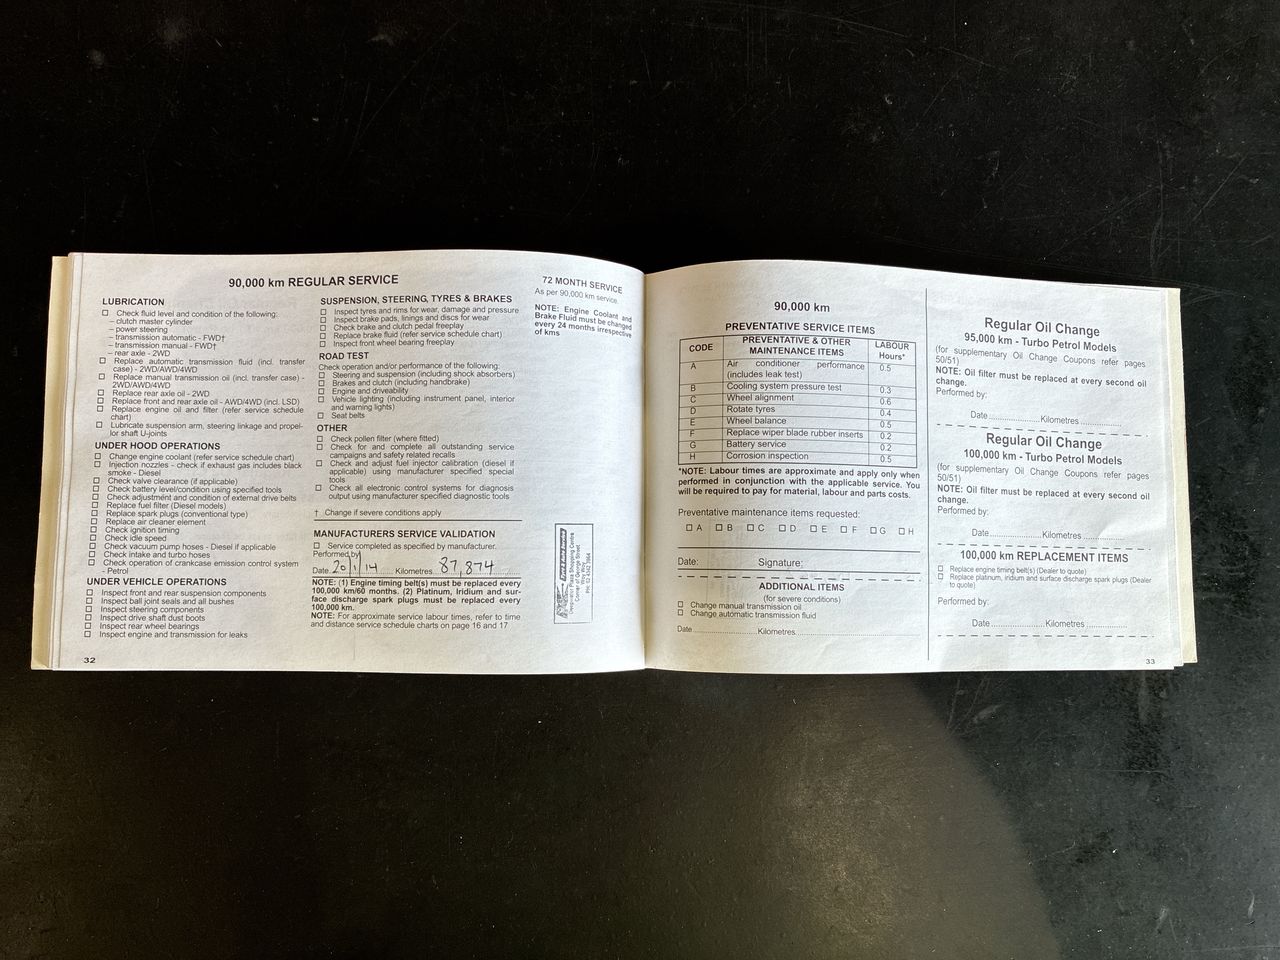 90,000 km REGULAR SERVICE
LUBRICATION
☐ Check fluid level and condition of the following:
– clutch master cylinder
– power steering
– transmission automatic - FWD†
– transmission manual - FWD†
– rear axle - 2WD
☐ Replace automatic transmission fluid (incl. transfer
case) - 2WD/AWD/4WD
☐ Replace manual transmission oil (incl. transfer case) -
2WD/AWD/4WD
☐ Replace rear axle oil - 2WD
☐ Replace front and rear axle oil - AWD/4WD (incl. LSD)
☐ Replace engine oil and filter (refer service schedule
chart)
☐ Lubricate suspension arm, steering linkage and propel-
lor shaft U-joints
UNDER HOOD OPERATIONS
☐ Change engine coolant (refer service schedule chart)
☐ Injection nozzles - check if exhaust gas includes black
smoke - Diesel
☐ Check valve clearance (if applicable)
☐ Check battery level/condition using specified tools
☐ Check adjustment and condition of external drive belts
☐ Replace fuel filter (Diesel models)
☐ Replace spark plugs (conventional type)
☐ Replace air cleaner element
☐ Check ignition timing
☐ Check idle speed
☐ Check vacuum pump hoses - Diesel if applicable
☐ Check intake and turbo hoses
☐ Check operation of crankcase emission control system
- Petrol
UNDER VEHICLE OPERATIONS
☐ Inspect front and rear suspension components
☐ Inspect ball joint seals and all bushes
☐ Inspect steering components
☐ Inspect drive shaft dust boots
☐ Inspect rear wheel bearings
☐ Inspect engine and transmission for leaks
32
SUSPENSION, STEERING, TYRES & BRAKES
☐ Inspect tyres and rims for wear, damage and pressure
☐ Inspect brake pads, linings and discs for wear
☐ Check brake and clutch pedal freeplay
☐ Replace brake fluid (refer service schedule chart)
☐ Inspect front wheel bearing freeplay
ROAD TEST
Check operation and/or performance of the following:
☐ Steering and suspension (including shock absorbers)
☐ Brakes and clutch (including handbrake)
☐ Engine and driveability
☐ Vehicle lighting (including instrument panel, interior
and warning lights)
☐ Seat belts
OTHER
☐ Check pollen filter (where fitted)
☐ Check for and complete all outstanding service
campaigns and safety related recalls
☐ Check and adjust fuel injector calibration (diesel if
applicable) using manufacturer specified special
tools
☐ Check all electronic control systems for diagnosis
output using manufacturer specified diagnostic tools
† Change if severe conditions apply
MANUFACTURERS SERVICE VALIDATION
☐ Service completed as specified by manufacturer.
Performed by
Date 20/1/14 Kilometres 87,874
NOTE: (1) Engine timing belt(s) must be replaced every
100,000 km/60 months. (2) Platinum, Iridium and sur-
face discharge spark plugs must be replaced every
100,000 km.
NOTE: For approximate service labour times, refer to time
and distance service schedule charts on page 16 and 17
72 MONTH SERVICE
As per 90,000 km service.
NOTE: Engine Coolant and
Brake Fluid must be changed
every 24 months irrespective
of kms
Plaza Shopping Centre
Corner of George Street
90,000 km
PREVENTATIVE SERVICE ITEMS
CODE PREVENTATIVE & OTHER MAINTENANCE ITEMS LABOUR Hours*
A Air conditioner performance (includes leak test) 0.5
B Cooling system pressure test 0.3
C Wheel alignment 0.6
D Rotate tyres 0.4
E Wheel balance 0.5
F Replace wiper blade rubber inserts 0.2
G Battery service 0.2
H Corrosion inspection 0.5
*NOTE: Labour times are approximate and apply only when
performed in conjunction with the applicable service. You
will be required to pay for material, labour and parts costs.
Preventative maintenance items requested:
☐ A ☐ B ☐ C ☐ D ☐ E ☐ F ☐ G ☐ H
Date: Signature:
ADDITIONAL ITEMS
(for severe conditions)
☐ Change manual transmission oil
☐ Change automatic transmission fluid
Date Kilometres
Regular Oil Change
95,000 km - Turbo Petrol Models
(for supplementary Oil Change Coupons refer pages
50/51)
NOTE: Oil filter must be replaced at every second oil
change.
Performed by:
Date Kilometres
Regular Oil Change
100,000 km - Turbo Petrol Models
(for supplementary Oil Change Coupons refer pages
50/51)
NOTE: Oil filter must be replaced at every second oil
change.
Performed by:
Date Kilometres
100,000 km REPLACEMENT ITEMS
☐ Replace engine timing belt(s) (Dealer to quote)
☐ Replace platinum, iridium and surface discharge spark plugs (Dealer
to quote)
Performed by:
Date Kilometres
33